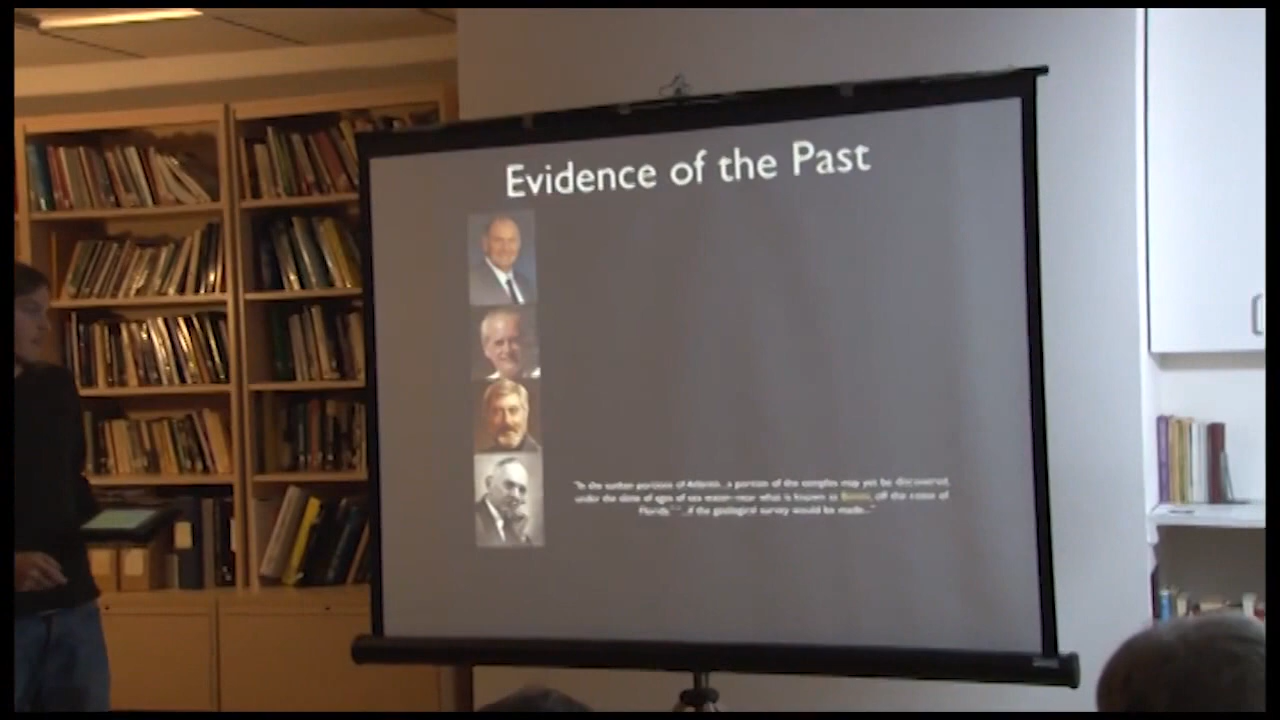 Evidence of the Past
"In the sunken portions of Atlantis...a portion of the temples may yet be discovered,
under the slime of ages of sea water-near what is known as Bimini, off the coast of
Florida." "...if the geological survey would be made..."